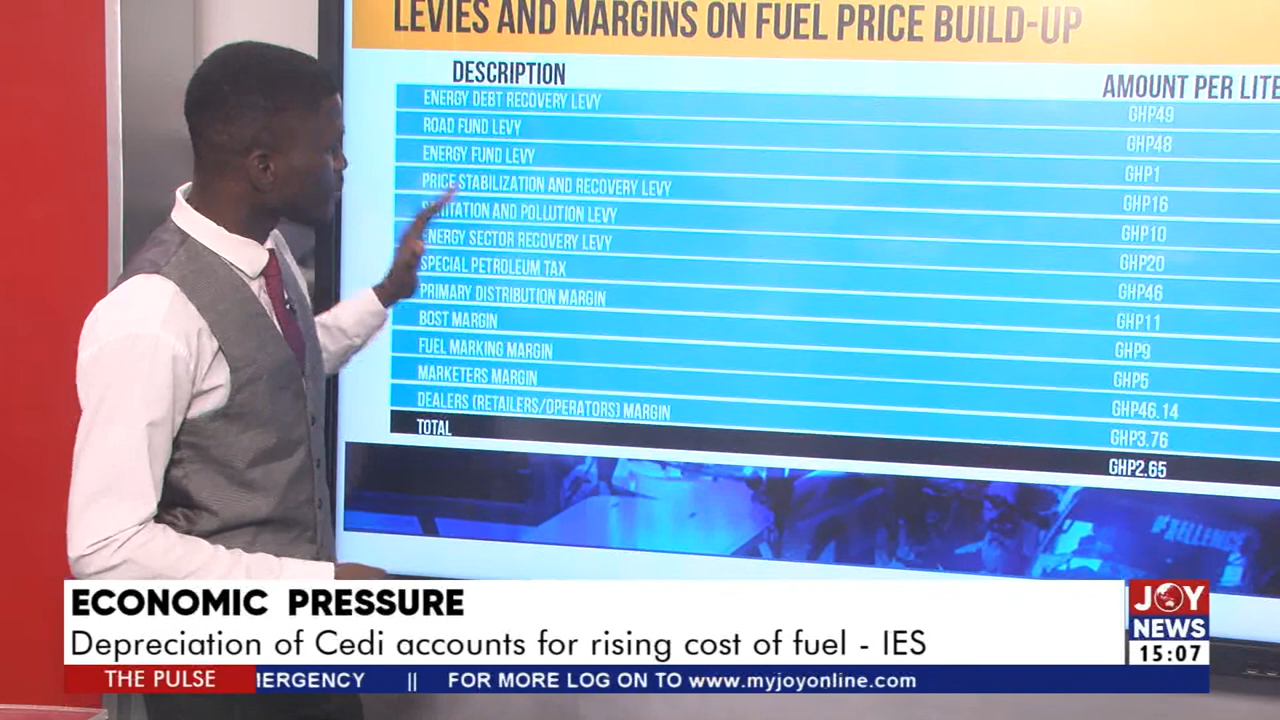 LEVIES AND MARGINS ON FUEL PRICE BUILD-UP
DESCRIPTION AMOUNT PER LITE
ENERGY DEBT RECOVERY LEVY GHP49
ROAD FUND LEVY GHP48
ENERGY FUND LEVY GHP1
PRICE STABILIZATION AND RECOVERY LEVY GHP16
AND POLLUTION LEVY GHP10
ENERGY SECTOR RECOVERY LEVY GHP20
SPECIAL PETROLEUM TAX GHP46
PRIMARY DISTRIBUTION MARGIN GHP11
BOST MARGIN GHP9
FUEL MARKING MARGIN GHP5
MARKETERS MARGIN GHP46.14
DEALERS (RETAILERS/OPERATORS) MARGIN GHP3.76
TOTAL GHP2.65
ECONOMIC PRESSURE
Depreciation of Cedi accounts for rising cost of fuel - IES
JOY
NEWS
15:07
THE PULSE IERGENCY || FOR MORE LOG ON TO www.myjoyonline.com